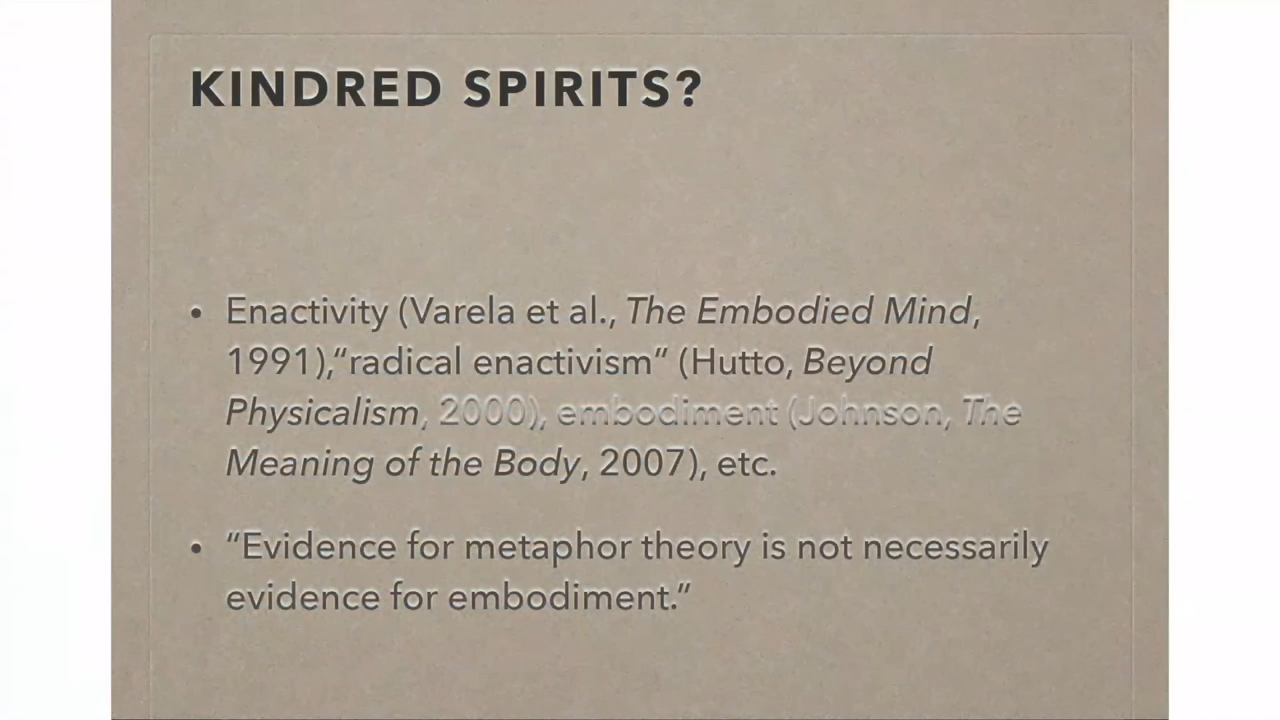 KINDRED SPIRITS?
• Enactivity (Varela et al., The Embodied Mind,
1991),“radical enactivism” (Hutto, Beyond
Physicalism, 2000), embodiment (Johnson, The
Meaning of the Body, 2007), etc.
• “Evidence for metaphor theory is not necessarily
evidence for embodiment.”